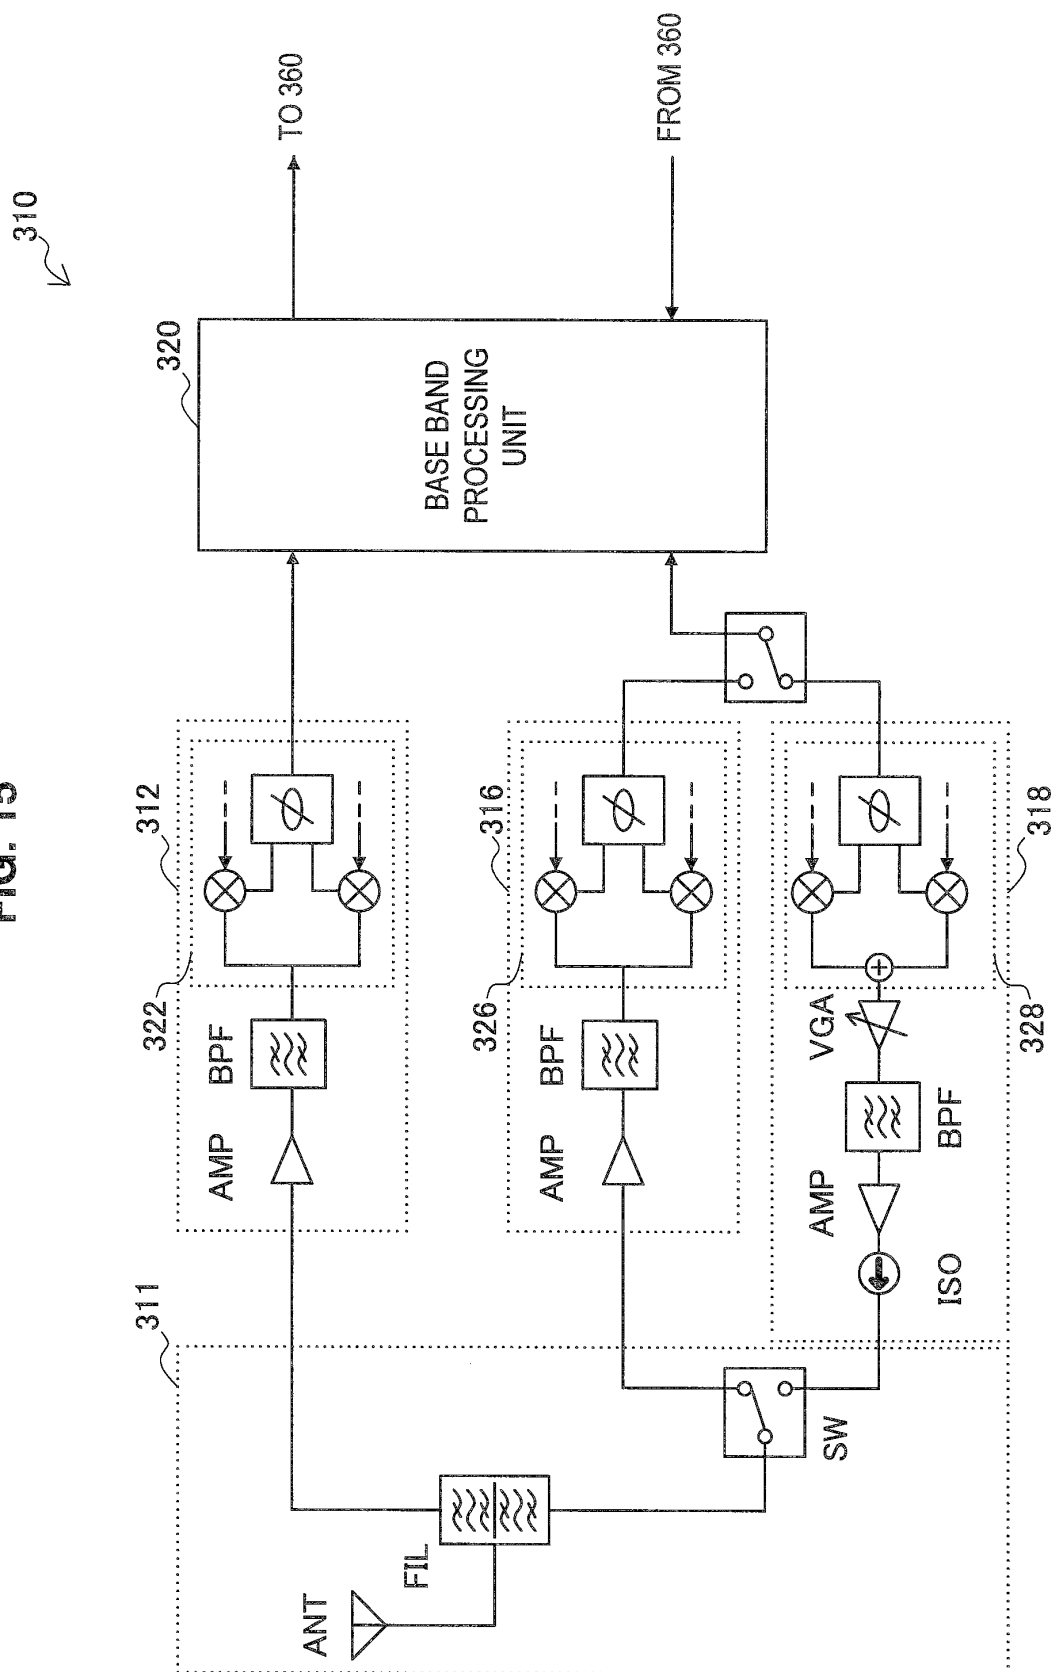 FIG. 15
310
311
ANT
FIL
SW
312
322
AMP
BPF
316
326
AMP
BPF
318
328
ISO
AMP
BPF
VGA
320
BASE BAND
PROCESSING
UNIT
TO 360
FROM 360